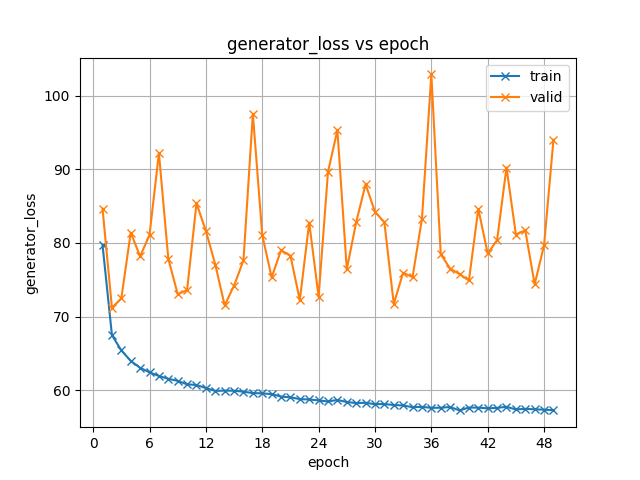 generator_loss vs epoch
train
valid
generator_loss
100
90
80
70
60
0 6 12 18 24 30 36 42 48
epoch